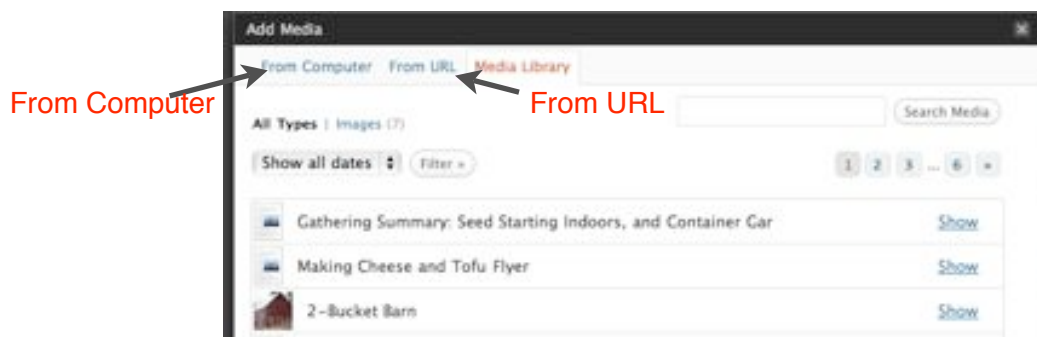 Add Media
From Computer From URL Media Library
From Computer
From URL
Search Media
All Types | Images (7)
Show all dates Filter »
1 2 3 ... 6 »
Gathering Summary: Seed Starting Indoors, and Container Gar Show
Making Cheese and Tofu Flyer Show
2-Bucket Barn Show